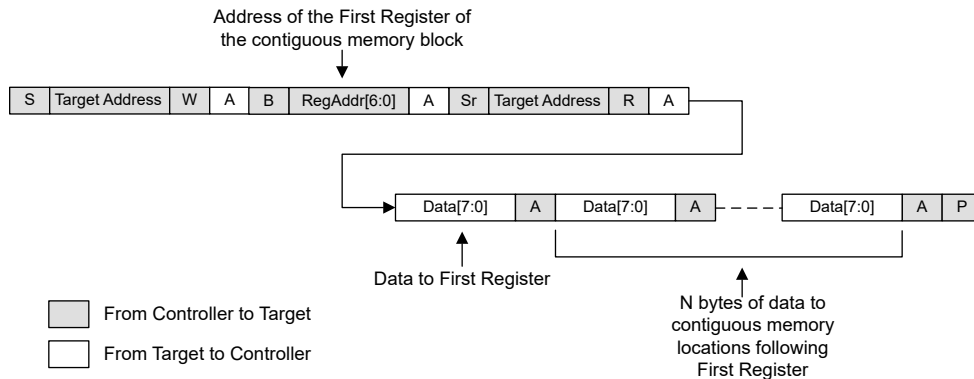 Address of the First Register of
the contiguous memory block
S Target Address W A B RegAddr[6:0] A Sr Target Address R A
Data[7:0] A Data[7:0] A Data[7:0] A P
Data to First Register
N bytes of data to
contiguous memory
locations following
First Register
From Controller to Target
From Target to Controller